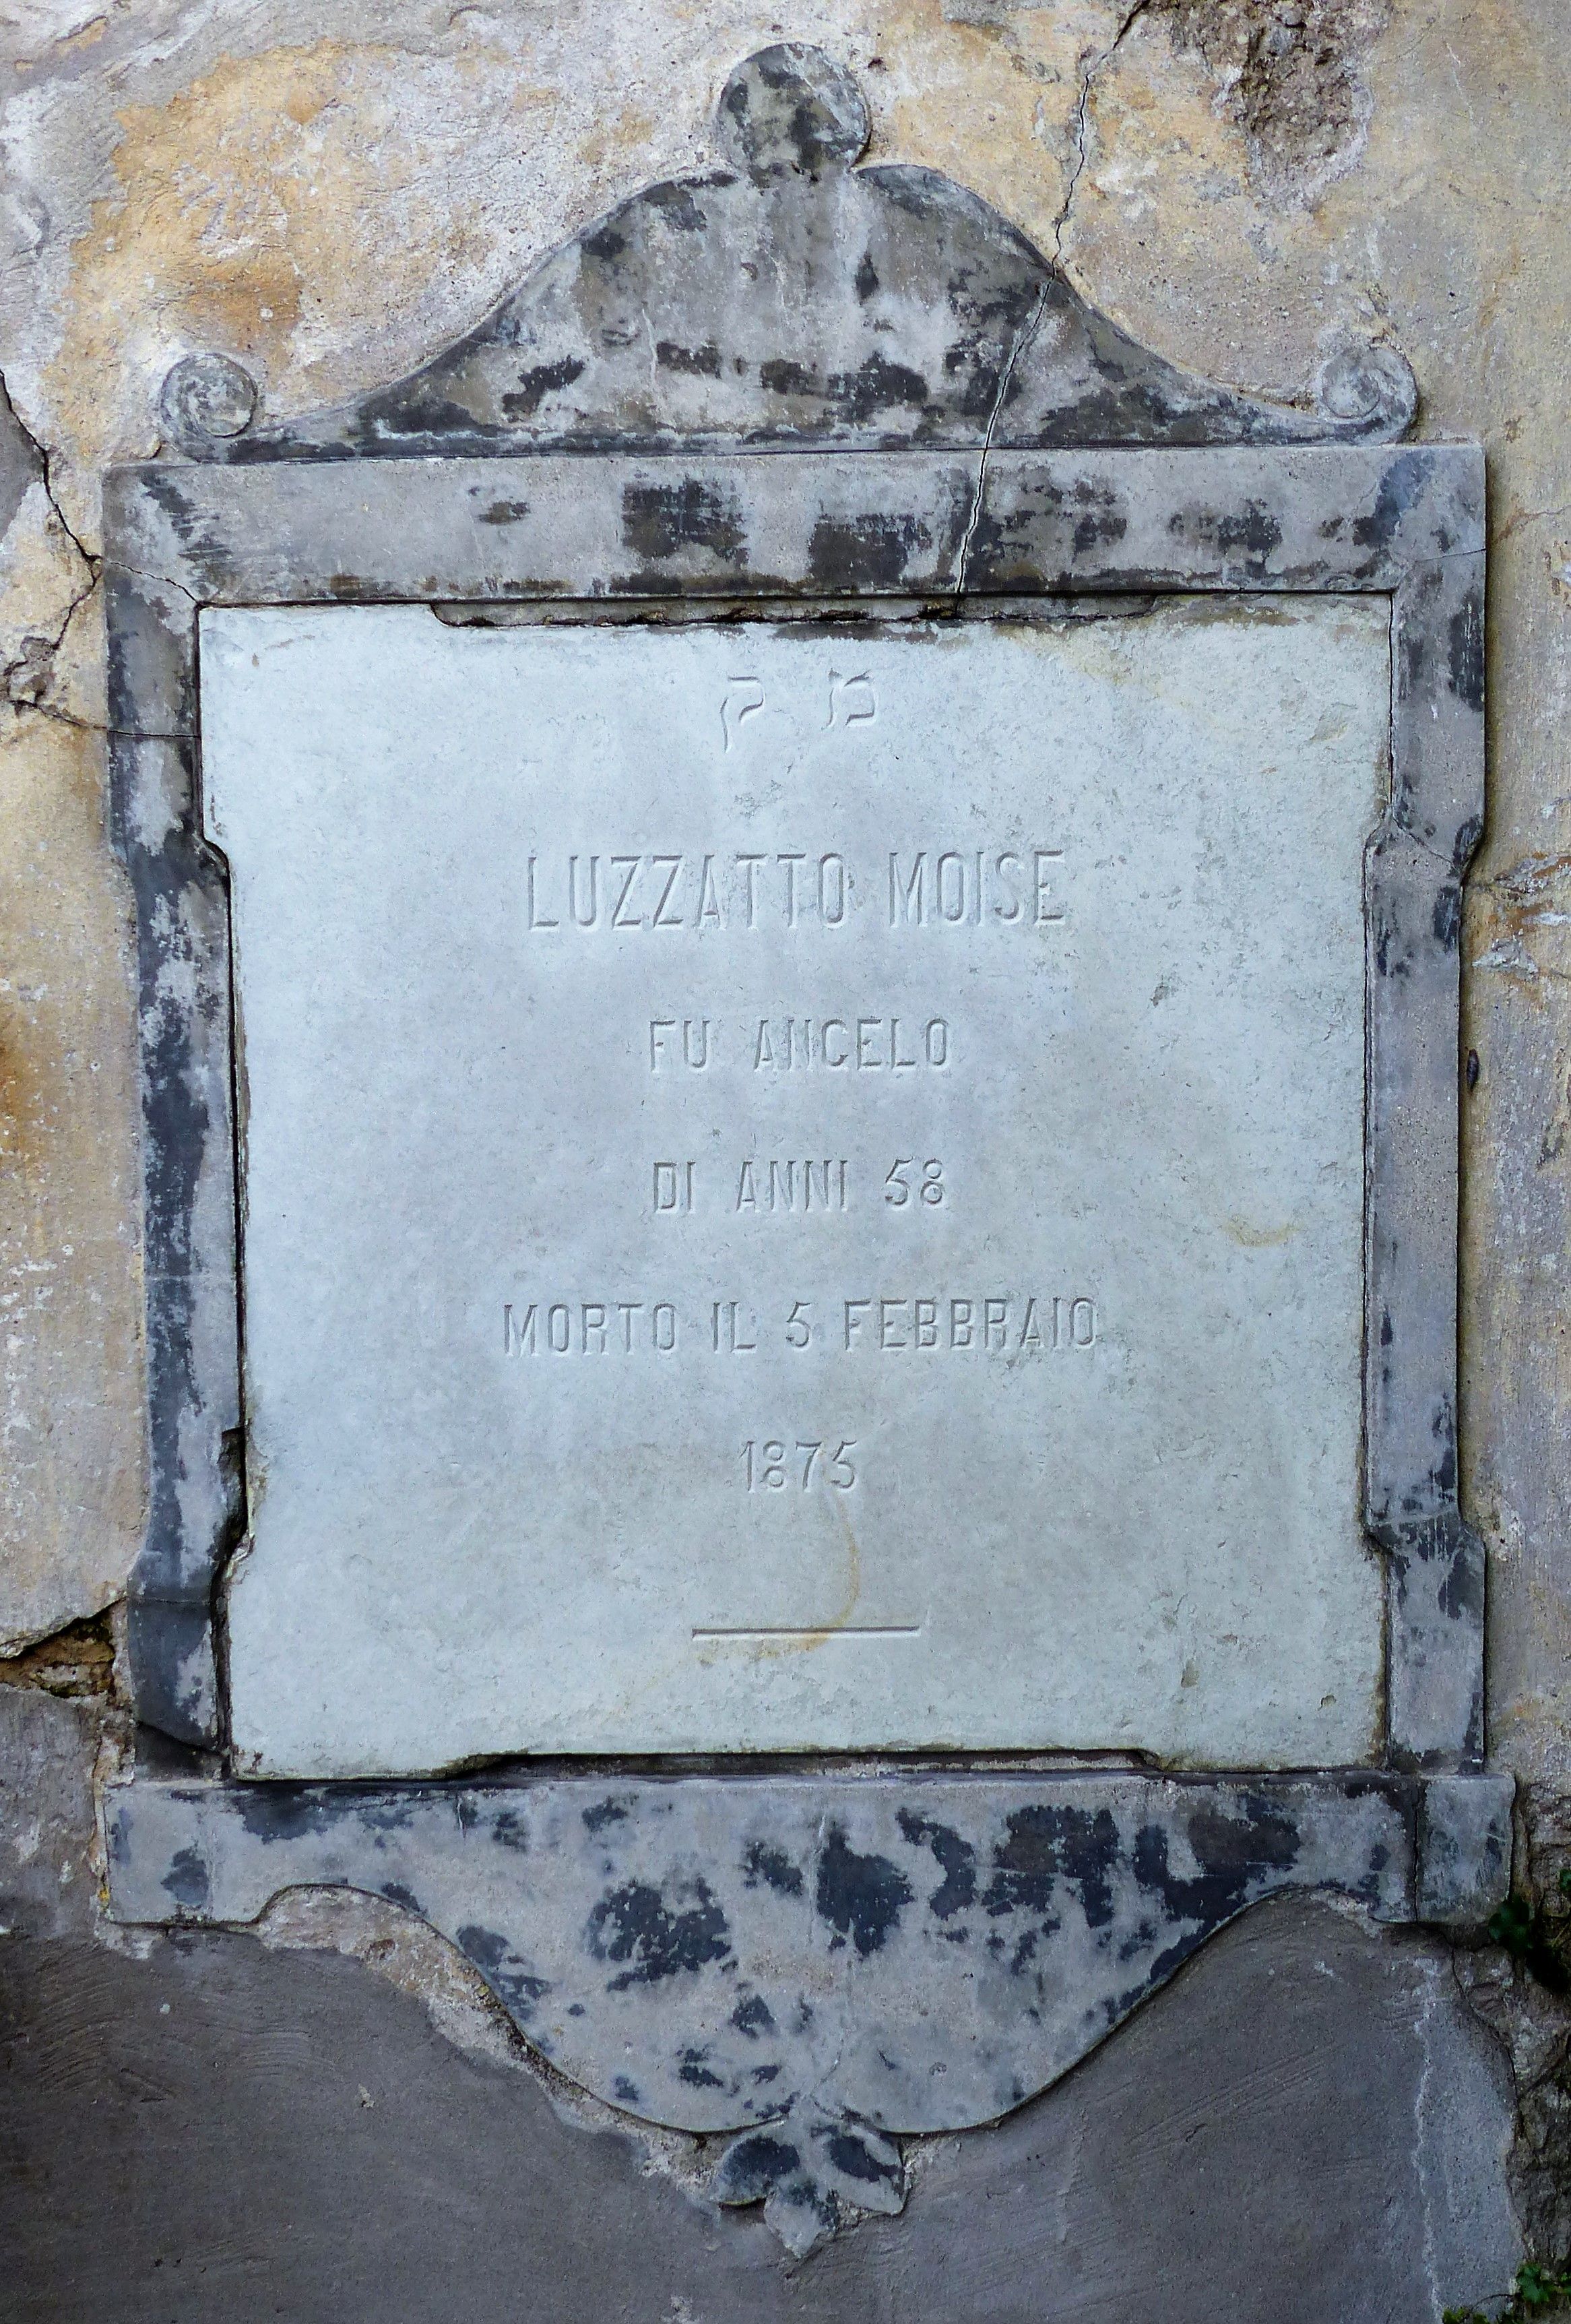 מ ק
LUZZATTO MOISE
FU ANGELO
DI ANNI 58
MORTO IL 5 FEBBRAIO
1875